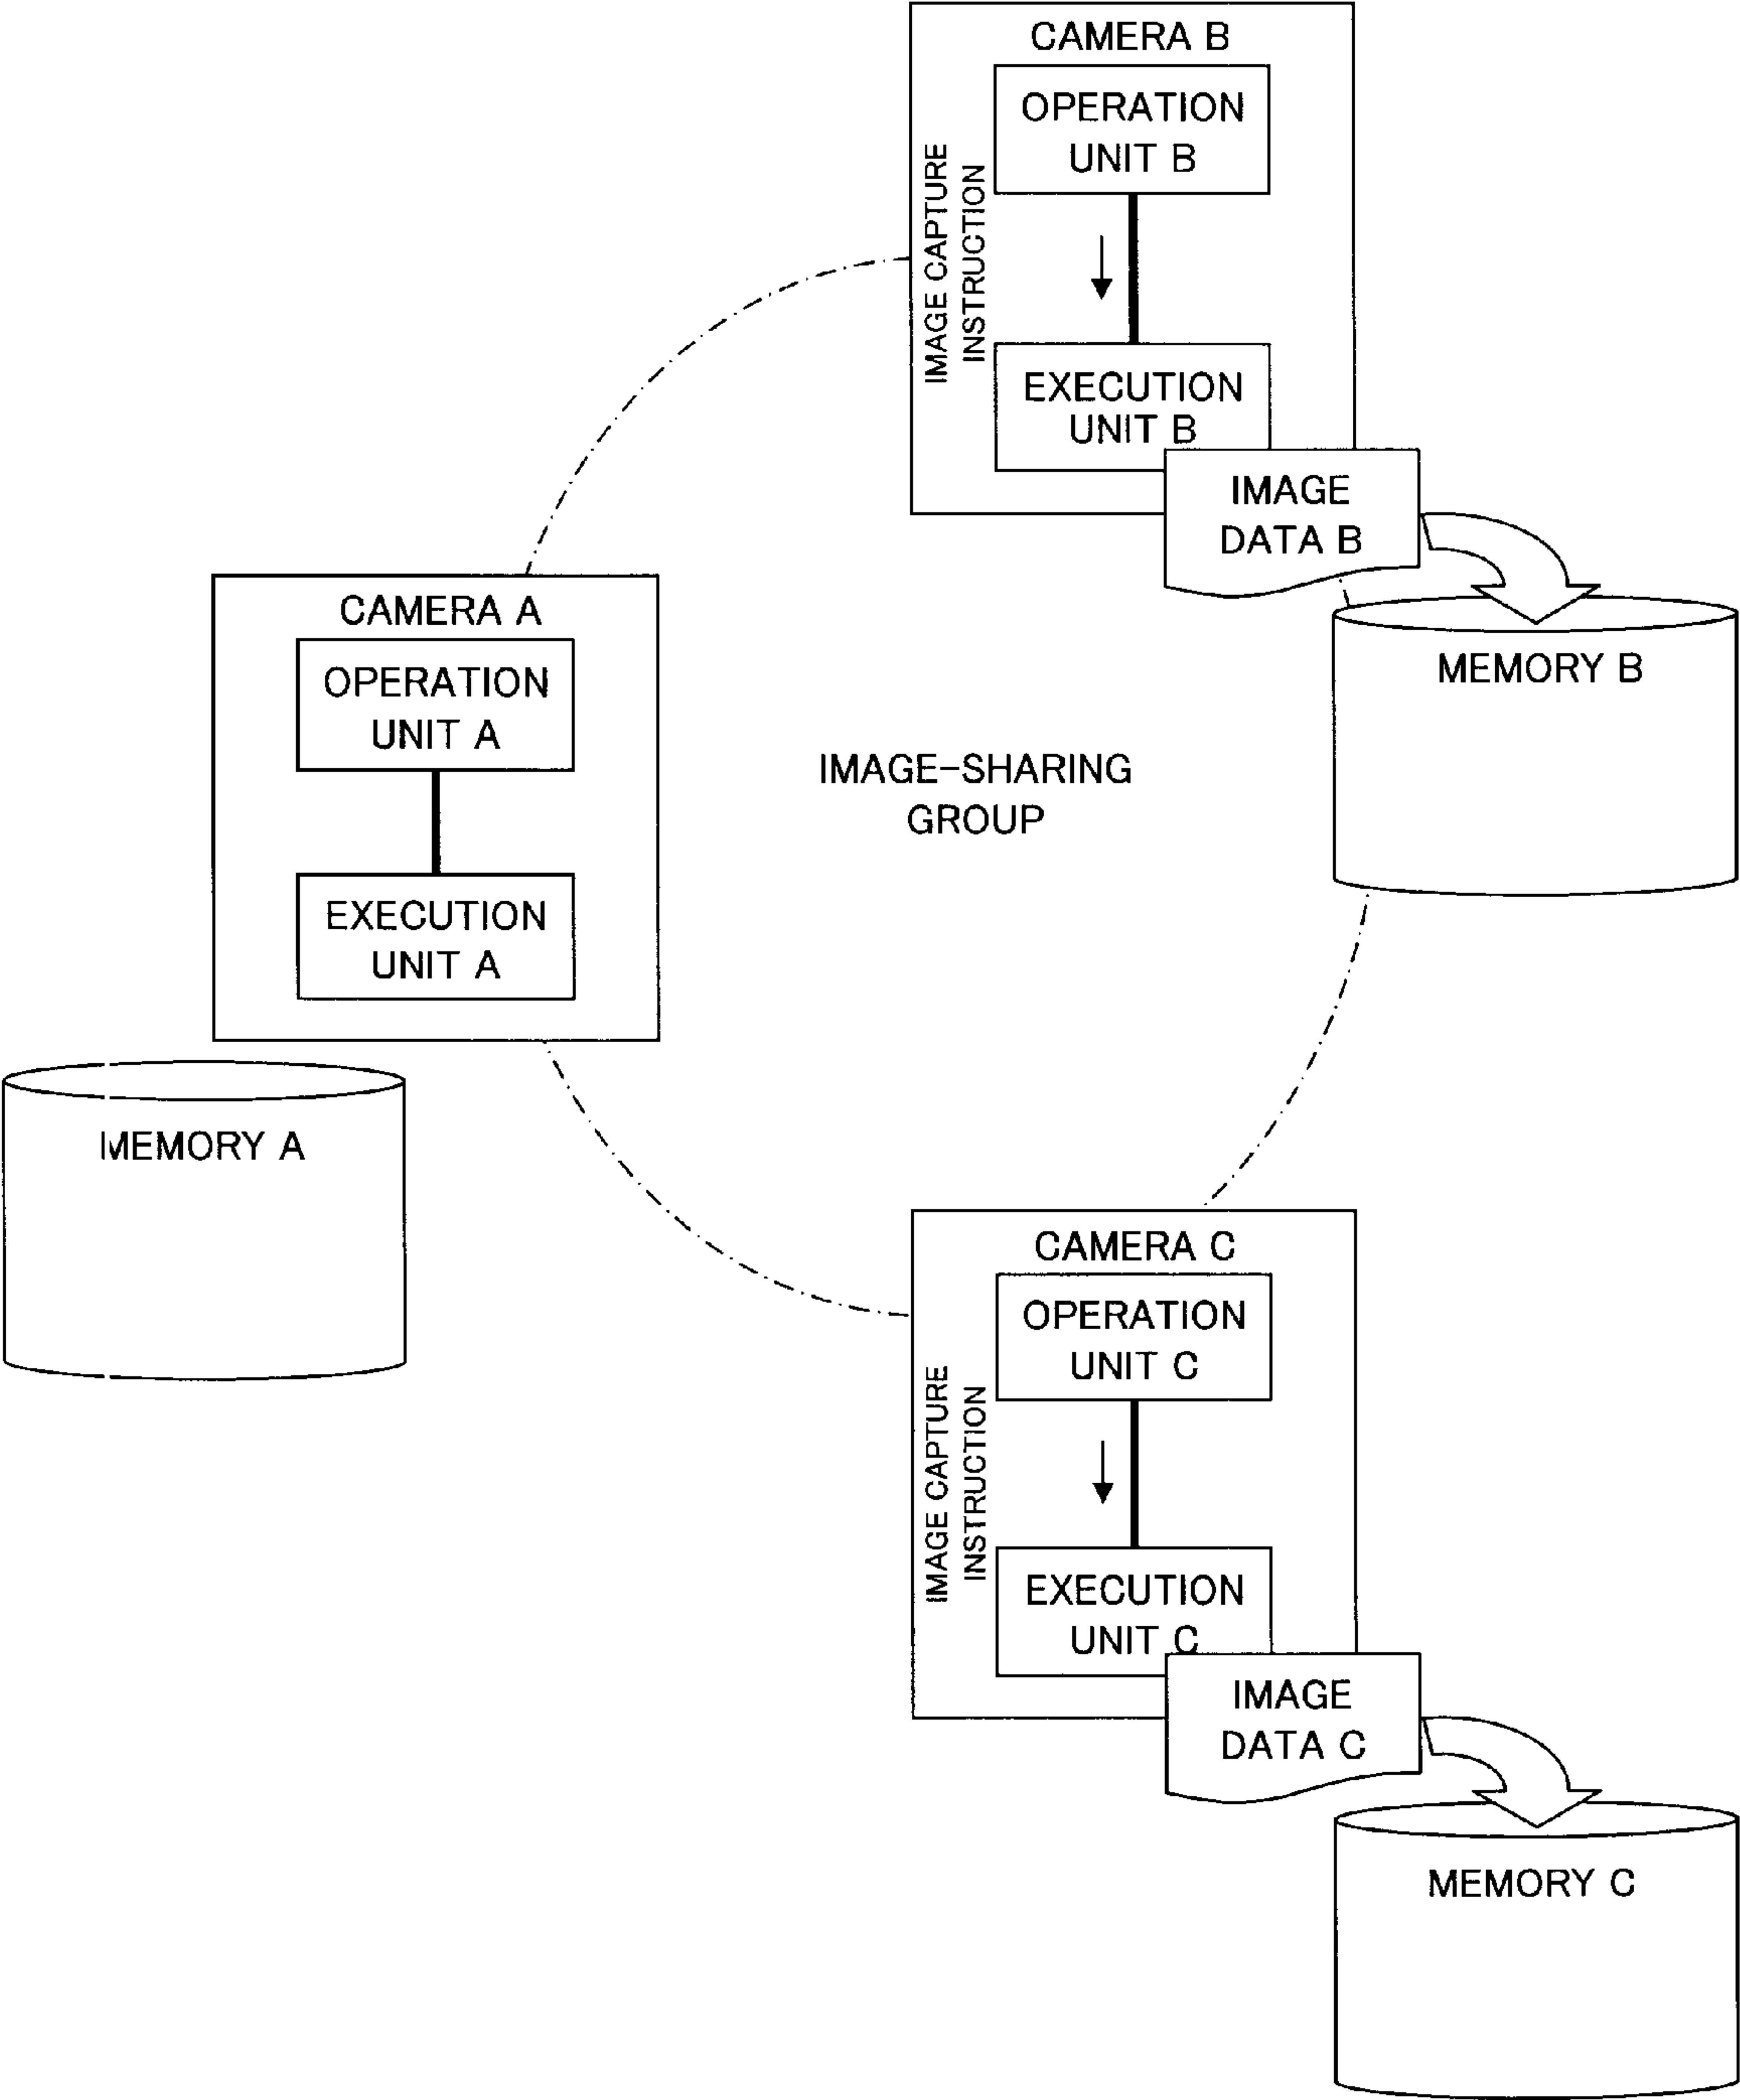 CAMERA B
OPERATION
UNIT B
IMAGE CAPTURE
INSTRUCTION
EXECUTION
UNIT B
IMAGE
DATA B
MEMORY B
CAMERA A
OPERATION
UNIT A
EXECUTION
UNIT A
MEMORY A
IMAGE-SHARING
GROUP
CAMERA C
OPERATION
UNIT C
IMAGE CAPTURE
INSTRUCTION
EXECUTION
UNIT C
IMAGE
DATA C
MEMORY C